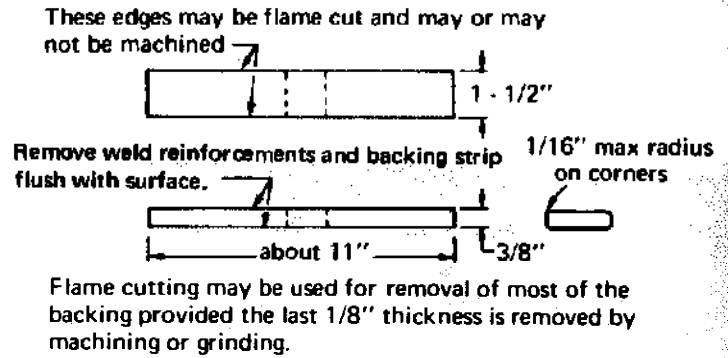 These edges may be flame cut and may or may
not be machined
1 - 1/2"
Remove weld reinforcements and backing strip
flush with surface.
1/16" max radius
on corners
about 11"
3/8"
Flame cutting may be used for removal of most of the
backing provided the last 1/8" thickness is removed by
machining or grinding.